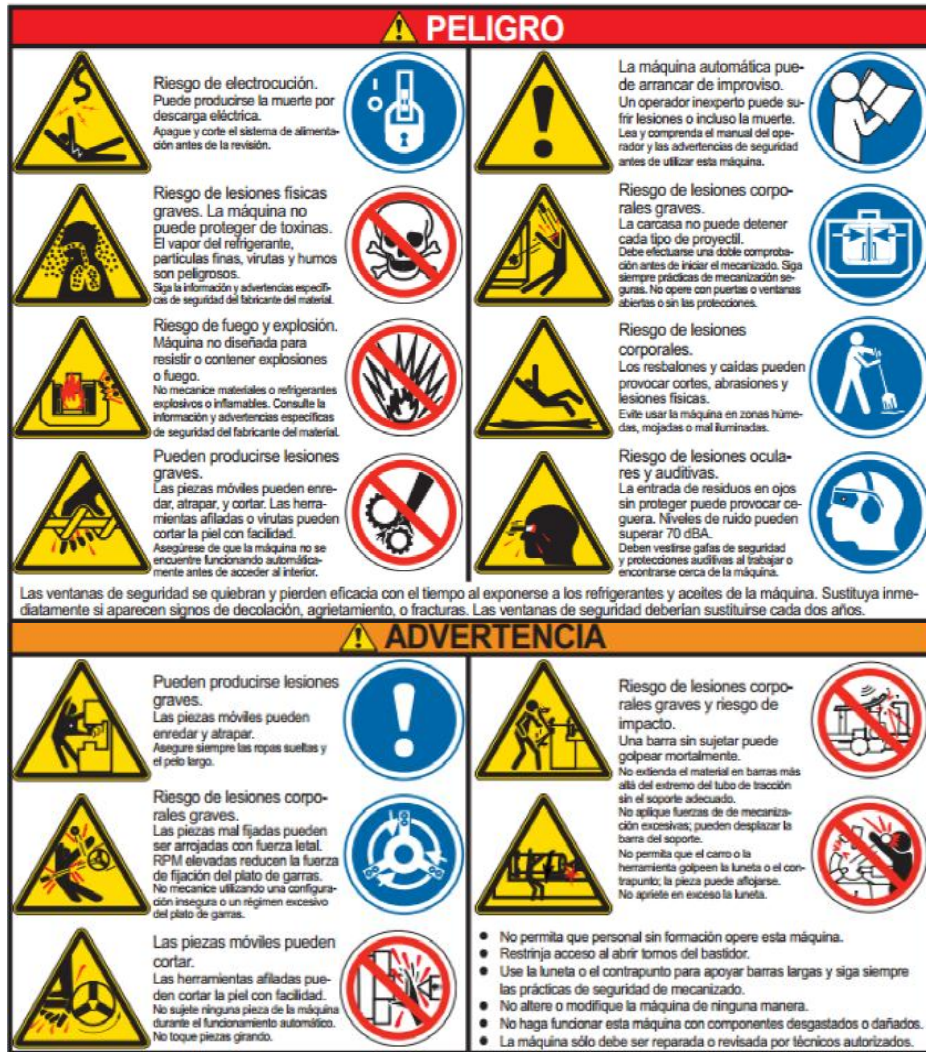 PELIGRO
Riesgo de electrocución.
Puede producirse la muerte por
descarga eléctrica.
Apague y corte el sistema de alimenta-
ción antes de la revisión.
Riesgo de lesiones físicas
graves. La máquina no
puede proteger de toxinas.
El vapor del refrigerante,
partículas finas, virutas y humos
son peligrosos.
Siga la información y advertencias específi-
cas de seguridad del fabricante del material.
Riesgo de fuego y explosión.
Máquina no diseñada para
resistir o contener explosiones
o fuego.
No mecanice materiales o refrigerantes
explosivos o inflamables. Consulte la
información y advertencias específicas
de seguridad del fabricante del material.
Pueden producirse lesiones
graves.
Las piezas móviles pueden enre-
dar, atrapar, y cortar. Las herra-
mientas afiladas o virutas pueden
cortar la piel con facilidad.
Asegúrese de que la máquina no se
encuentre funcionando automática-
mente antes de acceder al interior.
La máquina automática pue-
de arrancar de improviso.
Un operador inexperto puede su-
frir lesiones o incluso la muerte.
Lea y comprenda el manual del ope-
rador y las advertencias de seguridad
antes de utilizar esta máquina.
Riesgo de lesiones corpo-
rales graves.
La carcasa no puede detener
cada tipo de proyectil.
Debe efectuarse una doble comproba-
ción antes de iniciar el mecanizado. Siga
siempre prácticas de mecanización se-
guras. No opere con puertas o ventanas
abiertas o sin las protecciones.
Riesgo de lesiones
corporales.
Los resbalones y caídas pueden
provocar cortes, abrasiones y
lesiones físicas.
Evite usar la máquina en zonas húme-
das, mojadas o mal iluminadas.
Riesgo de lesiones ocula-
res y auditivas.
La entrada de residuos en ojos
sin proteger puede provocar ce-
guera. Niveles de ruido pueden
superar 70 dBA.
Deben vestirse gafas de seguridad
y protecciones auditivas al trabajar o
encontrarse cerca de la máquina.
Las ventanas de seguridad se quiebran y pierden eficacia con el tiempo al exponerse a los refrigerantes y aceites de la máquina. Sustituya inme-
diatamente si aparecen signos de decolación, agrietamiento, o fracturas. Las ventanas de seguridad deberían sustituirse cada dos años.
ADVERTENCIA
Pueden producirse lesiones
graves.
Las piezas móviles pueden
enredar y atrapar.
Asegure siempre las ropas sueltas y
el pelo largo.
Riesgo de lesiones corpo-
rales graves.
Las piezas mal fijadas pueden
ser arrojadas con fuerza letal.
RPM elevadas reducen la fuerza
de fijación del plato de garras.
No mecanice utilizando una configura-
ción insegura o un régimen excesivo
del plato de garras.
Las piezas móviles pueden
cortar.
Las herramientas afiladas pue-
den cortar la piel con facilidad.
No sujete ninguna pieza de la máquina
durante el funcionamiento automático.
No toque piezas girando.
Riesgo de lesiones corpo-
rales graves y riesgo de
impacto.
Una barra sin sujetar puede
golpear mortalmente.
No extienda el material en barras más
allá del extremo del tubo de tracción
sin el soporte adecuado.
No aplique fuerzas de de mecaniza-
ción excesivas; pueden desplazar la
barra del soporte.
No permita que el carro o la
herramienta golpeen la luneta o el con-
trapunto; la pieza puede aflojarse.
No apriete en exceso la luneta.
● No permita que personal sin formación opere esta máquina.
● Restrinja acceso al abrir tornos del bastidor.
● Use la luneta o el contrapunto para apoyar barras largas y siga siempre
las prácticas de seguridad de mecanizado.
● No altere o modifique la máquina de ninguna manera.
● No haga funcionar esta máquina con componentes desgastados o dañados.
● La máquina sólo debe ser reparada o revisada por técnicos autorizados.